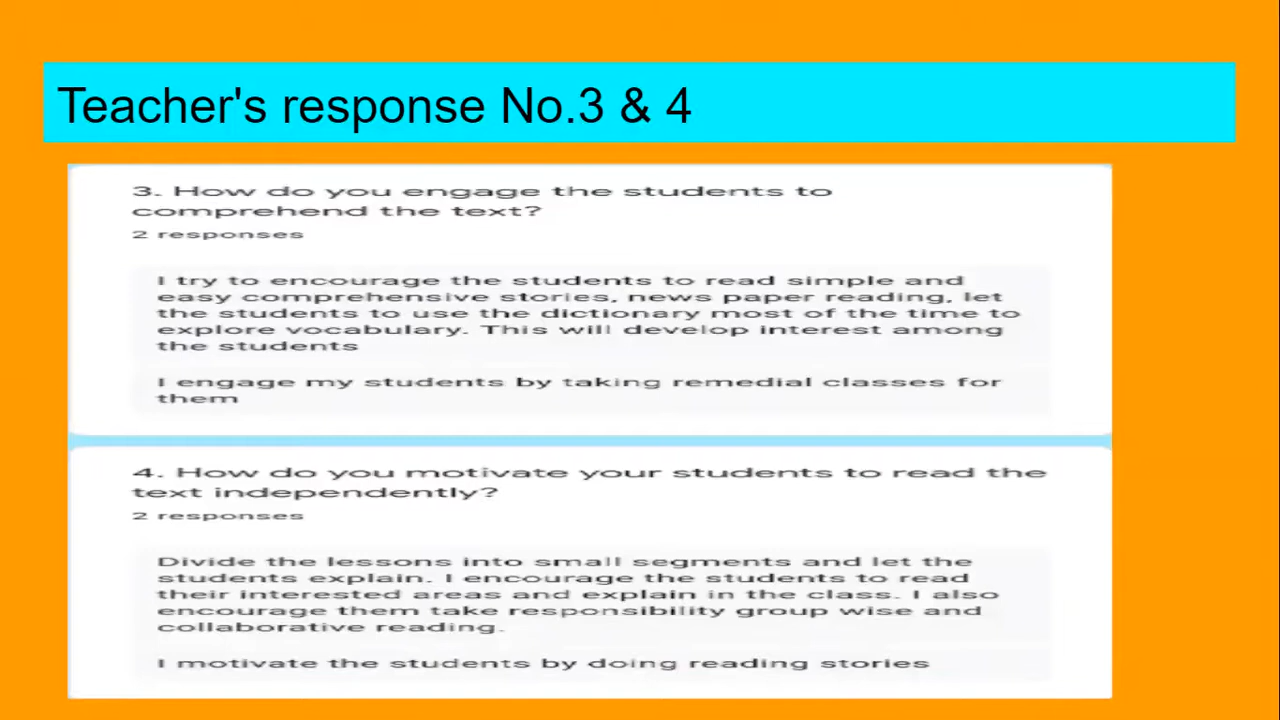 Teacher's response No.3 & 4
3. How do you engage the students to
comprehend the text?
2 responses
I try to encourage the students to read simple and
easy comprehensive stories, news paper reading, let
the students to use the dictionary most of the time to
explore vocabulary. This will develop interest among
the students
I engage my students by taking remedial classes for
them
4. How do you motivate your students to read the
text independently?
2 responses
Divide the lessons into small segments and let the
students explain. I encourage the students to read
their interested areas and explain in the class. I also
encourage them take responsibility group wise and
collaborative reading.
I motivate the students by doing reading stories